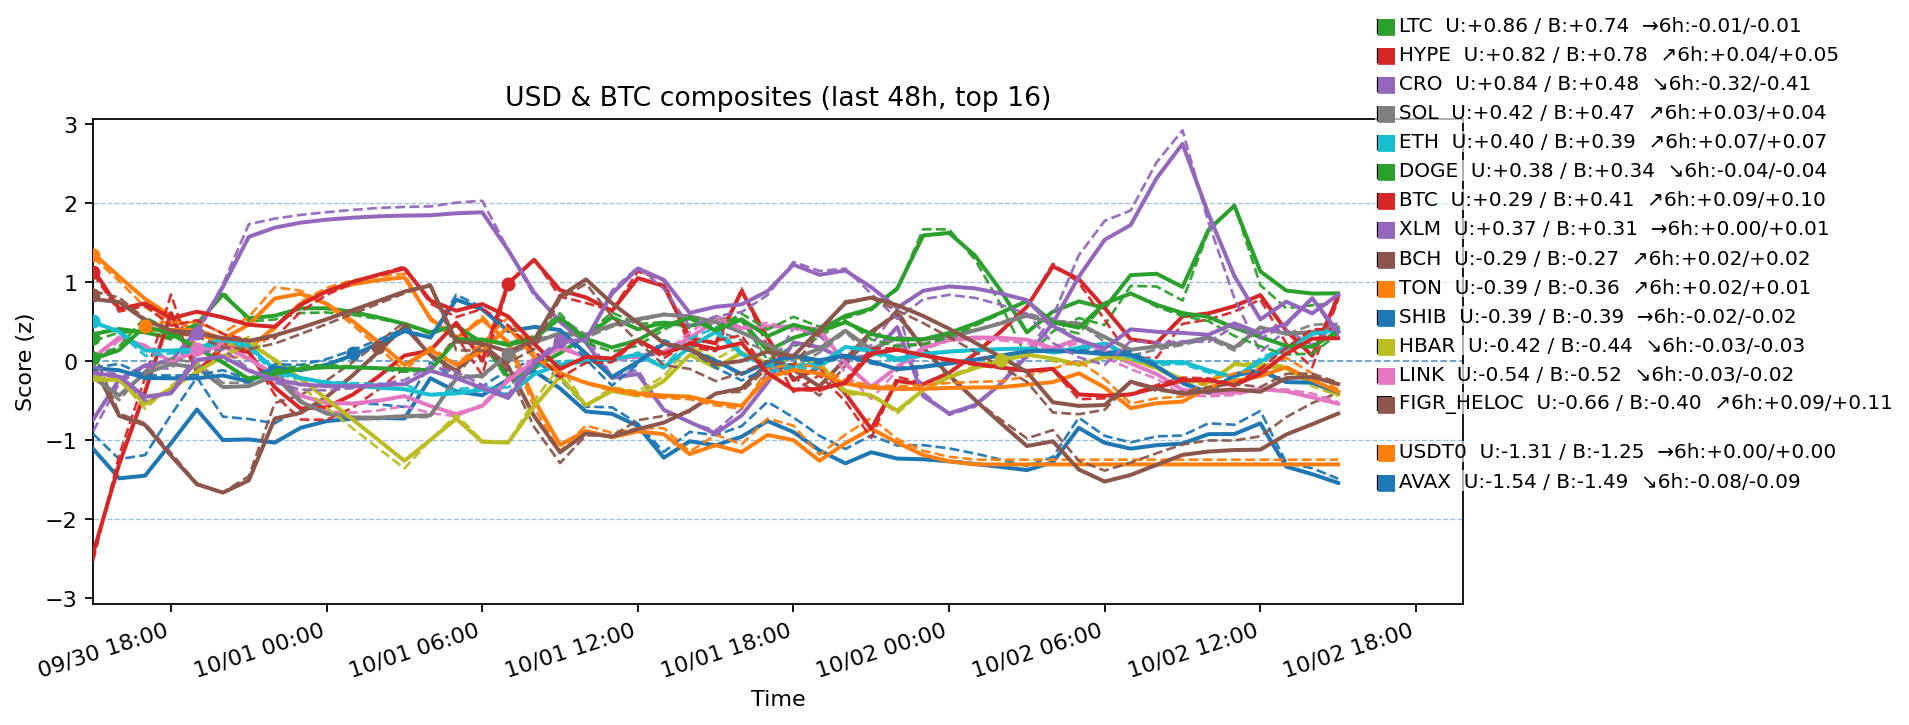 LTC U:+0.86 / B:+0.74 →6h:-0.01/-0.01
HYPE U:+0.82 / B:+0.78 ↗6h:+0.04/+0.05
CRO U:+0.84 / B:+0.48 ↘6h:-0.32/-0.41
SOL U:+0.42 / B:+0.47 ↗6h:+0.03/+0.04
ETH U:+0.40 / B:+0.39 ↗6h:+0.07/+0.07
DOGE U:+0.38 / B:+0.34 ↘6h:-0.04/-0.04
BTC U:+0.29 / B:+0.41 ↗6h:+0.09/+0.10
XLM U:+0.37 / B:+0.31 →6h:+0.00/+0.01
BCH U:-0.29 / B:-0.27 ↗6h:+0.02/+0.02
TON U:-0.39 / B:-0.36 ↗6h:+0.02/+0.01
SHIB U:-0.39 / B:-0.39 →6h:-0.02/-0.02
HBAR U:-0.42 / B:-0.44 ↘6h:-0.03/-0.03
LINK U:-0.54 / B:-0.52 ↘6h:-0.03/-0.02
FIGR_HELOC U:-0.66 / B:-0.40 ↗6h:+0.09/+0.11
USDT0 U:-1.31 / B:-1.25 →6h:+0.00/+0.00
AVAX U:-1.54 / B:-1.49 ↘6h:-0.08/-0.09
USD & BTC composites (last 48h, top 16)
Score (z)
3
2
1
0
−1
−2
−3
09/30 18:00
10/01 00:00
10/01 06:00
10/01 12:00
10/01 18:00
10/02 00:00
10/02 06:00
10/02 12:00
10/02 18:00
Time